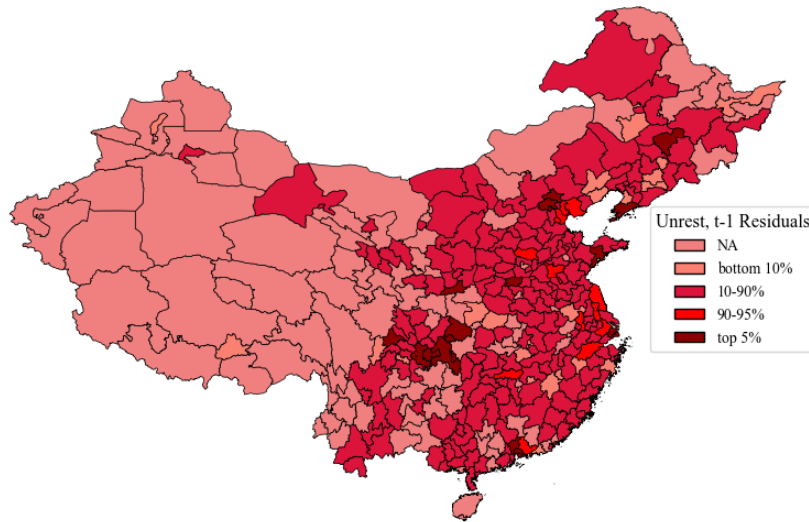 Unrest, t-1 Residuals
NA
bottom 10%
10-90%
90-95%
top 5%